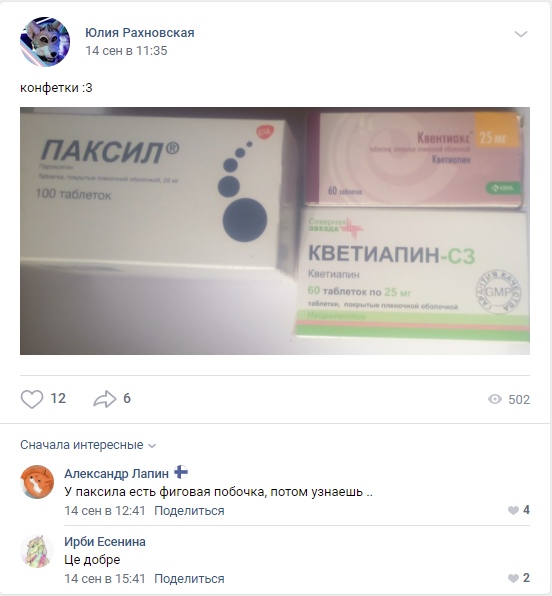 Юлия Рахновская
14 сен в 11:35
конфетки :3
ПАКСИЛ®
Пароксетин
Таблетки, покрытые пленочной оболочкой, 20 мг
100 таблеток
gsk
Квентиакс® 25 мг
таблетки, покрытые пленочной оболочкой
Кветиапин
60 таблеток
KRKA
Северная
ЗВЕЗДА
КВЕТИАПИН-СЗ
Кветиапин
60 таблеток по 25 мг
таблетки, покрытые пленочной оболочкой
Нейролептик
ГАРАНТИЯ КАЧЕСТВА
GMP
12
6
502
Сначала интересные
Александр Лапин
У паксила есть фиговая побочка, потом узнаешь ..
14 сен в 12:41 Поделиться
4
Ирби Есенина
Це добре
14 сен в 15:41 Поделиться
2